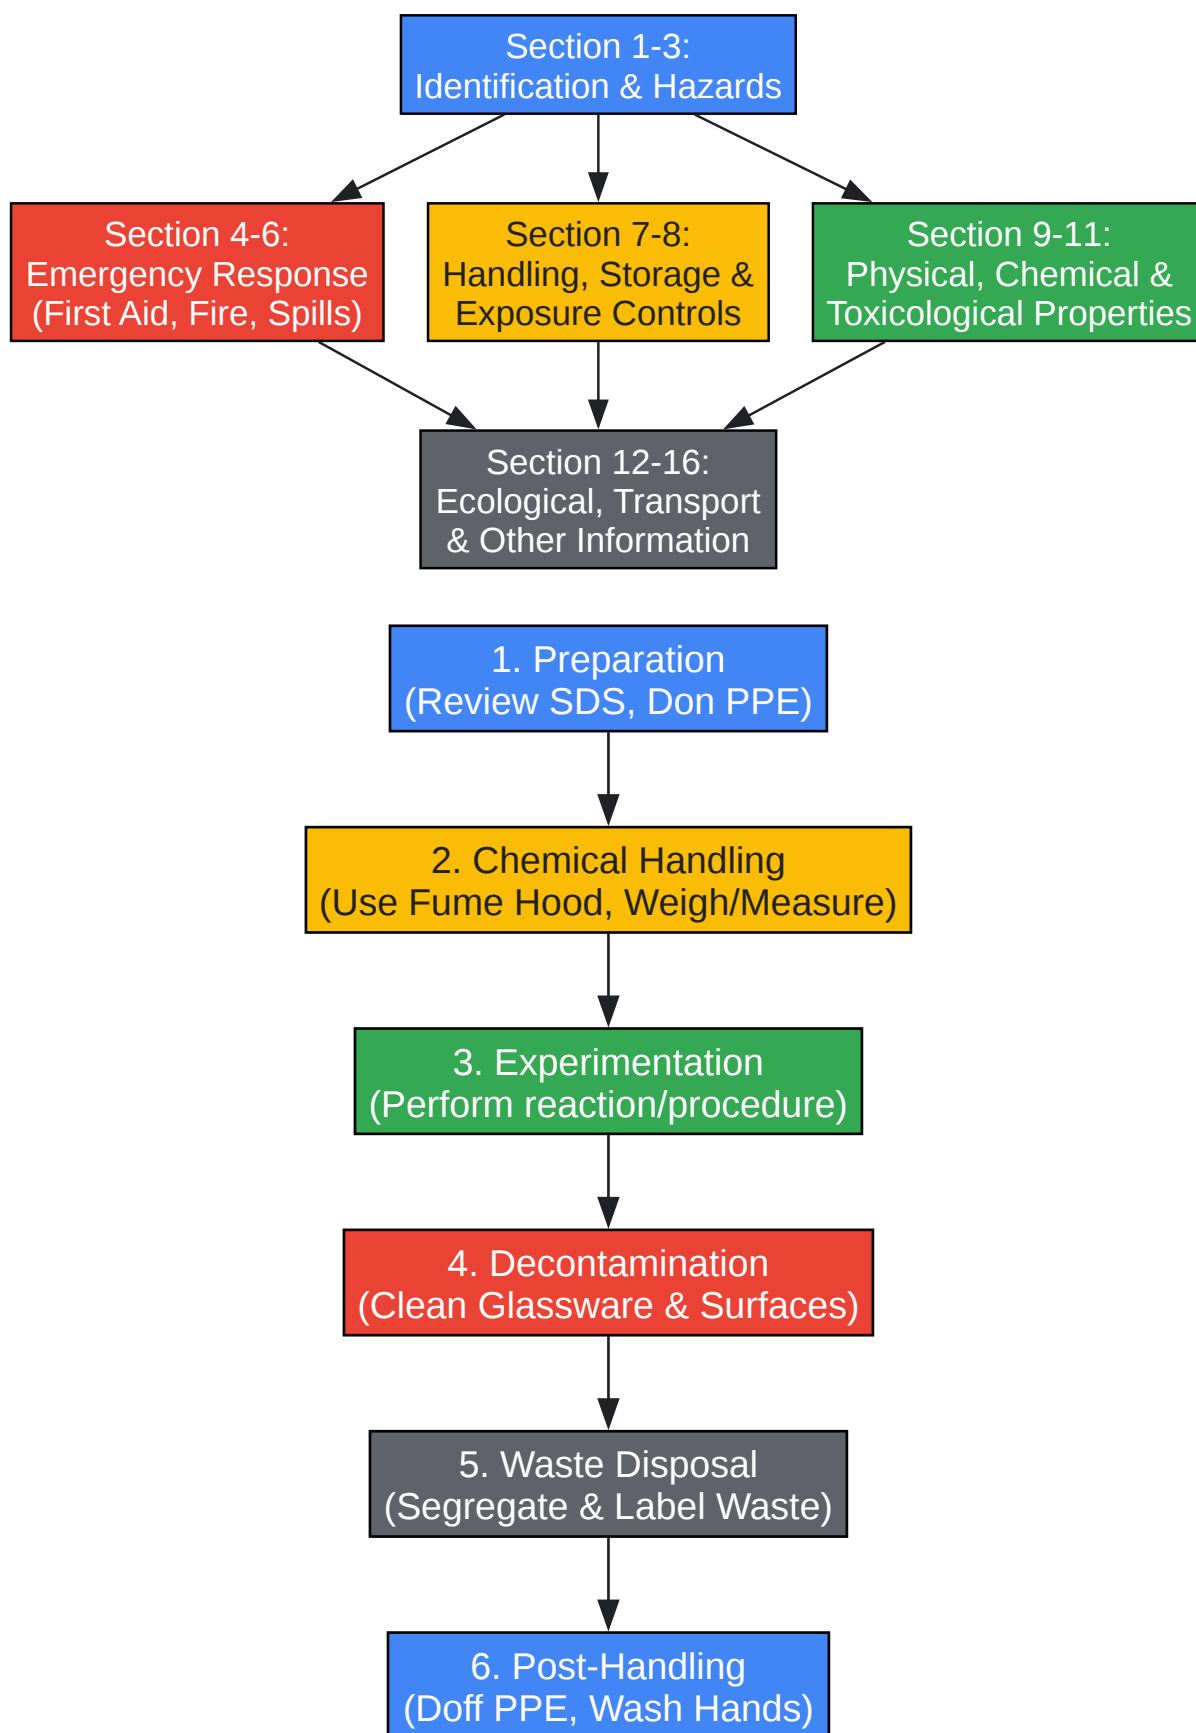 Section 1-3:
Identification & Hazards
Section 4-6:
Emergency Response
(First Aid, Fire, Spills)
Section 7-8:
Handling, Storage &
Exposure Controls
Section 9-11:
Physical, Chemical &
Toxicological Properties
Section 12-16:
Ecological, Transport
& Other Information
1. Preparation
(Review SDS, Don PPE)
2. Chemical Handling
(Use Fume Hood, Weigh/Measure)
3. Experimentation
(Perform reaction/procedure)
4. Decontamination
(Clean Glassware & Surfaces)
5. Waste Disposal
(Segregate & Label Waste)
6. Post-Handling
(Doff PPE, Wash Hands)